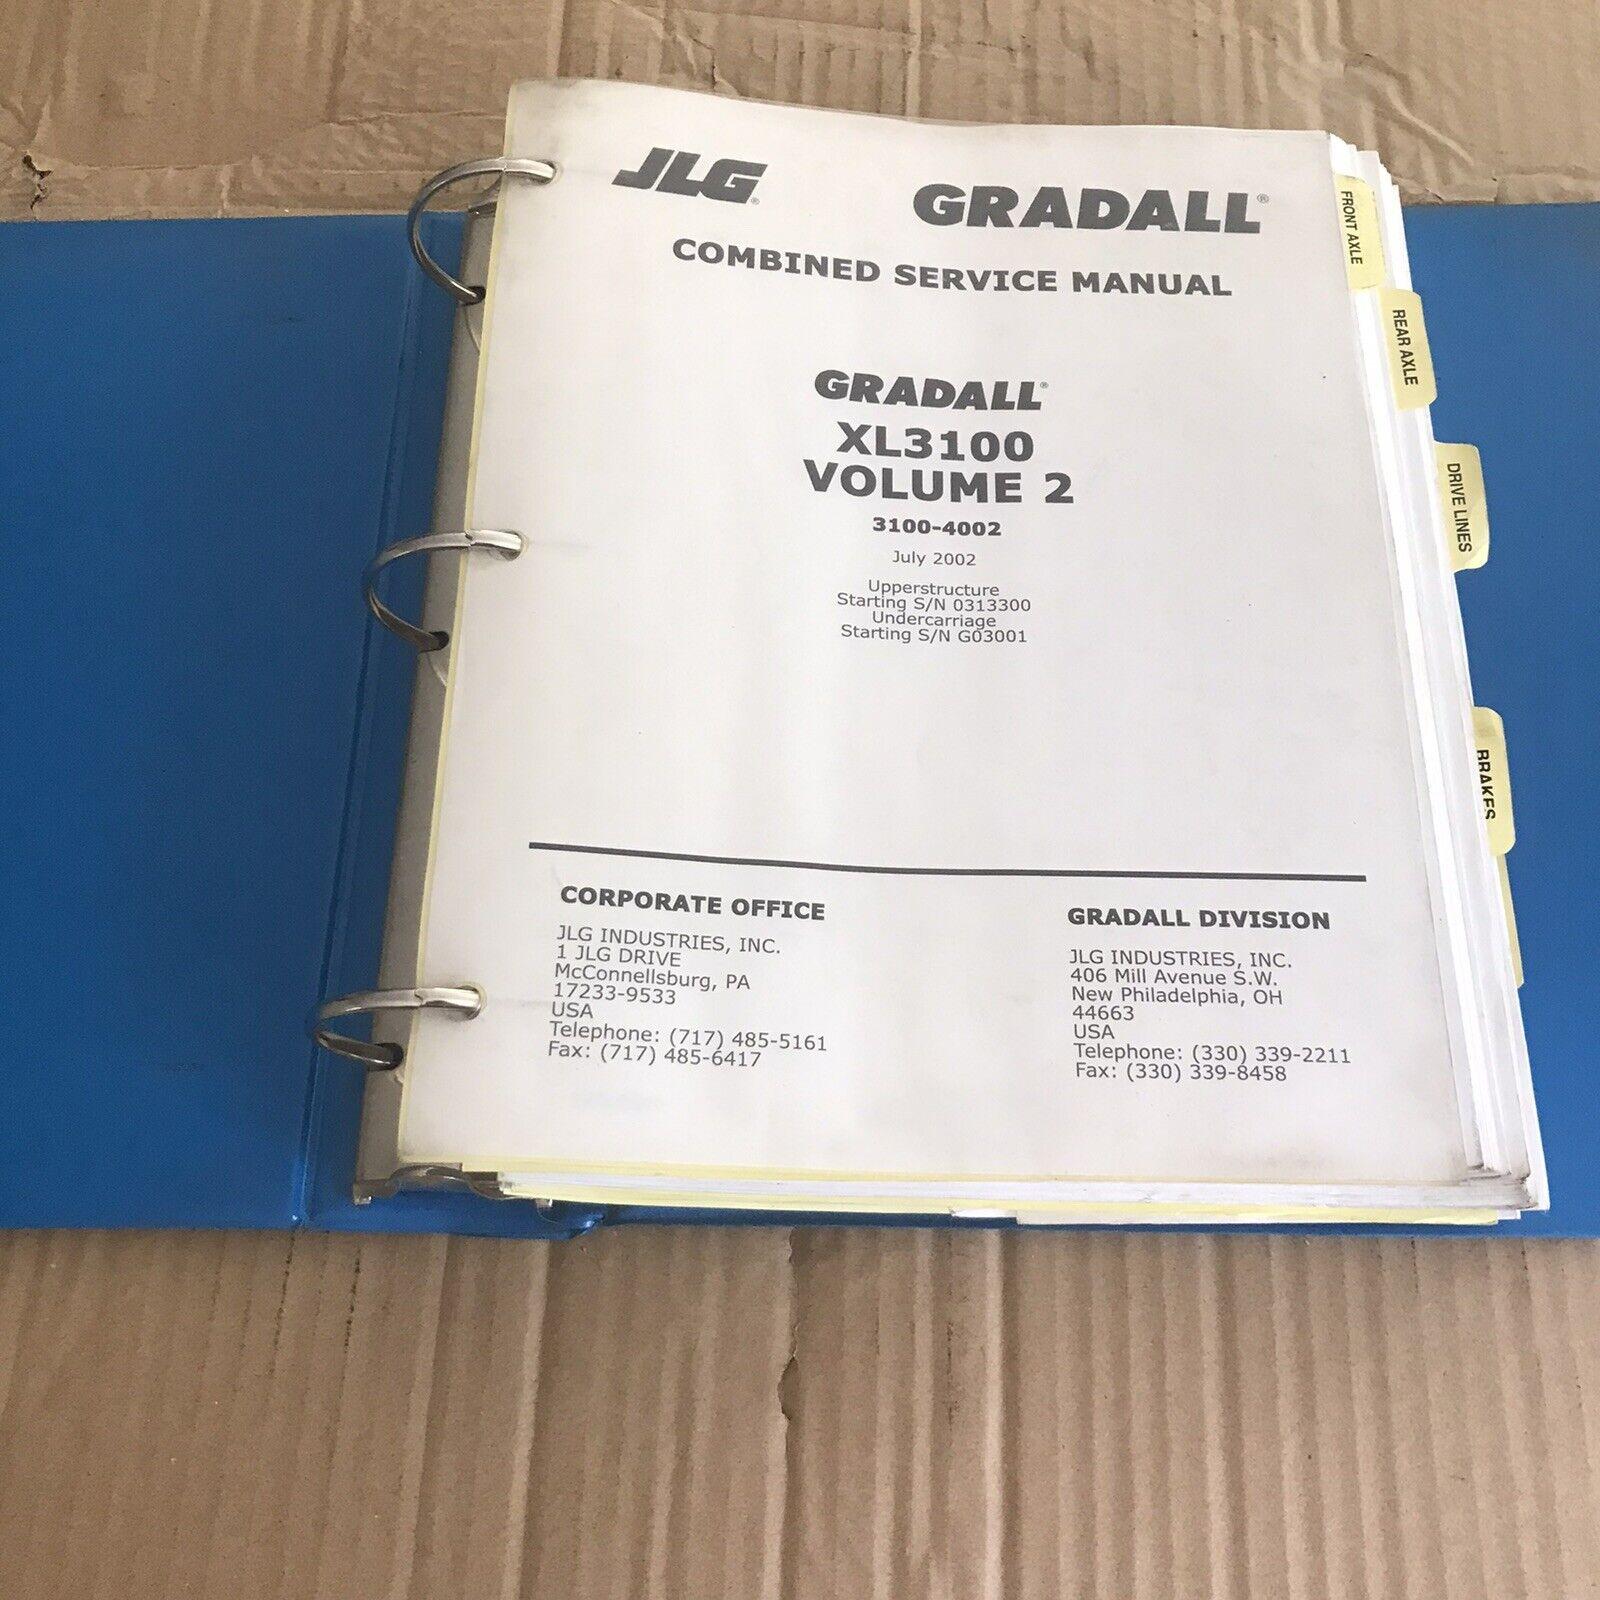 JLG®
GRADALL®
COMBINED SERVICE MANUAL
GRADALL®
XL3100
VOLUME 2
3100-4002
July 2002
Upperstructure
Starting S/N 0313300
Undercarriage
Starting S/N G03001
CORPORATE OFFICE
JLG INDUSTRIES, INC.
1 JLG DRIVE
McConnellsburg, PA
17233-9533
USA
Telephone: (717) 485-5161
Fax: (717) 485-6417
GRADALL DIVISION
JLG INDUSTRIES, INC.
406 Mill Avenue S.W.
New Philadelphia, OH
44663
USA
Telephone: (330) 339-2211
Fax: (330) 339-8458
FRONT AXLE
REAR AXLE
DRIVE LINES
BRAKES